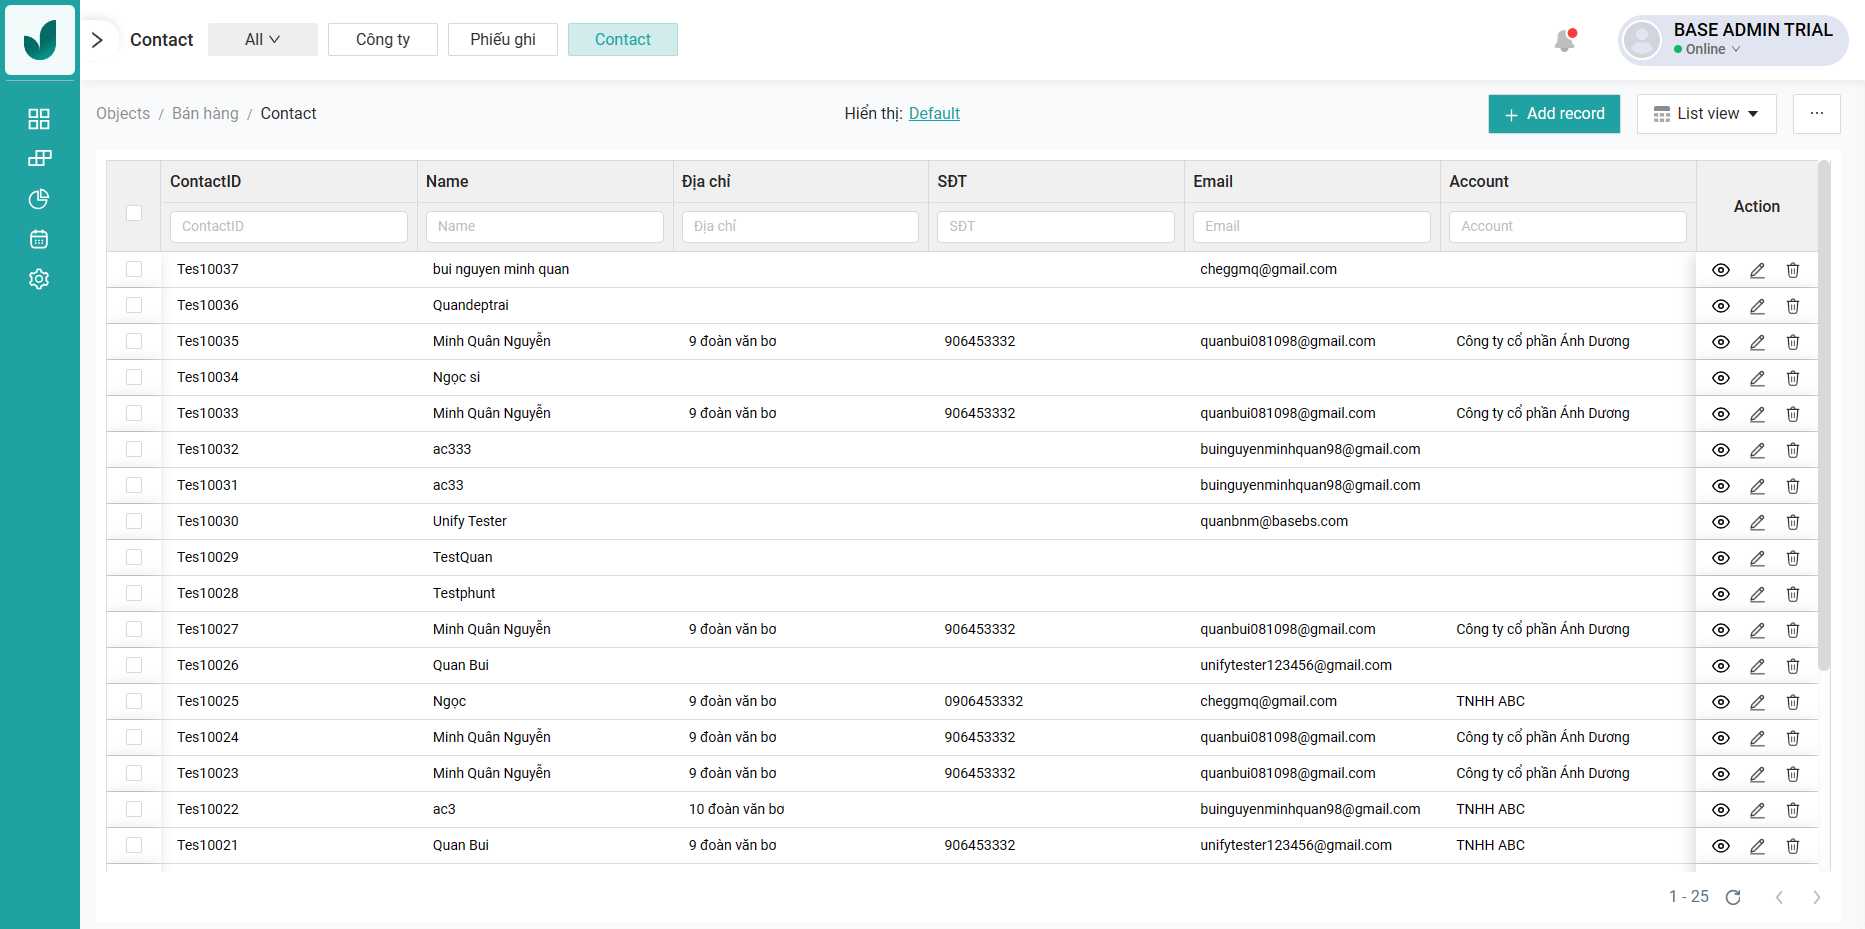 Contact All Công ty Phiếu ghi Contact BASE ADMIN TRIAL
Online
Objects / Bán hàng / Contact Hiển thị: Default + Add record List view ...
ContactID Name Địa chỉ SĐT Email Account Action
ContactID Name Địa chỉ SĐT Email Account
Tes10037 bui nguyen minh quan cheggmq@gmail.com
Tes10036 Quandeptrai
Tes10035 Minh Quân Nguyễn 9 đoàn văn bơ 906453332 quanbui081098@gmail.com Công ty cổ phần Ánh Dương
Tes10034 Ngọc si
Tes10033 Minh Quân Nguyễn 9 đoàn văn bơ 906453332 quanbui081098@gmail.com Công ty cổ phần Ánh Dương
Tes10032 ac333 buinguyenminhquan98@gmail.com
Tes10031 ac33 buinguyenminhquan98@gmail.com
Tes10030 Unify Tester quanbnm@basebs.com
Tes10029 TestQuan
Tes10028 Testphunt
Tes10027 Minh Quân Nguyễn 9 đoàn văn bơ 906453332 quanbui081098@gmail.com Công ty cổ phần Ánh Dương
Tes10026 Quan Bui unifytester123456@gmail.com
Tes10025 Ngọc 9 đoàn văn bơ 0906453332 cheggmq@gmail.com TNHH ABC
Tes10024 Minh Quân Nguyễn 9 đoàn văn bơ 906453332 quanbui081098@gmail.com Công ty cổ phần Ánh Dương
Tes10023 Minh Quân Nguyễn 9 đoàn văn bơ 906453332 quanbui081098@gmail.com Công ty cổ phần Ánh Dương
Tes10022 ac3 10 đoàn văn bơ buinguyenminhquan98@gmail.com TNHH ABC
Tes10021 Quan Bui 9 đoàn văn bơ 906453332 unifytester123456@gmail.com TNHH ABC
1 - 25